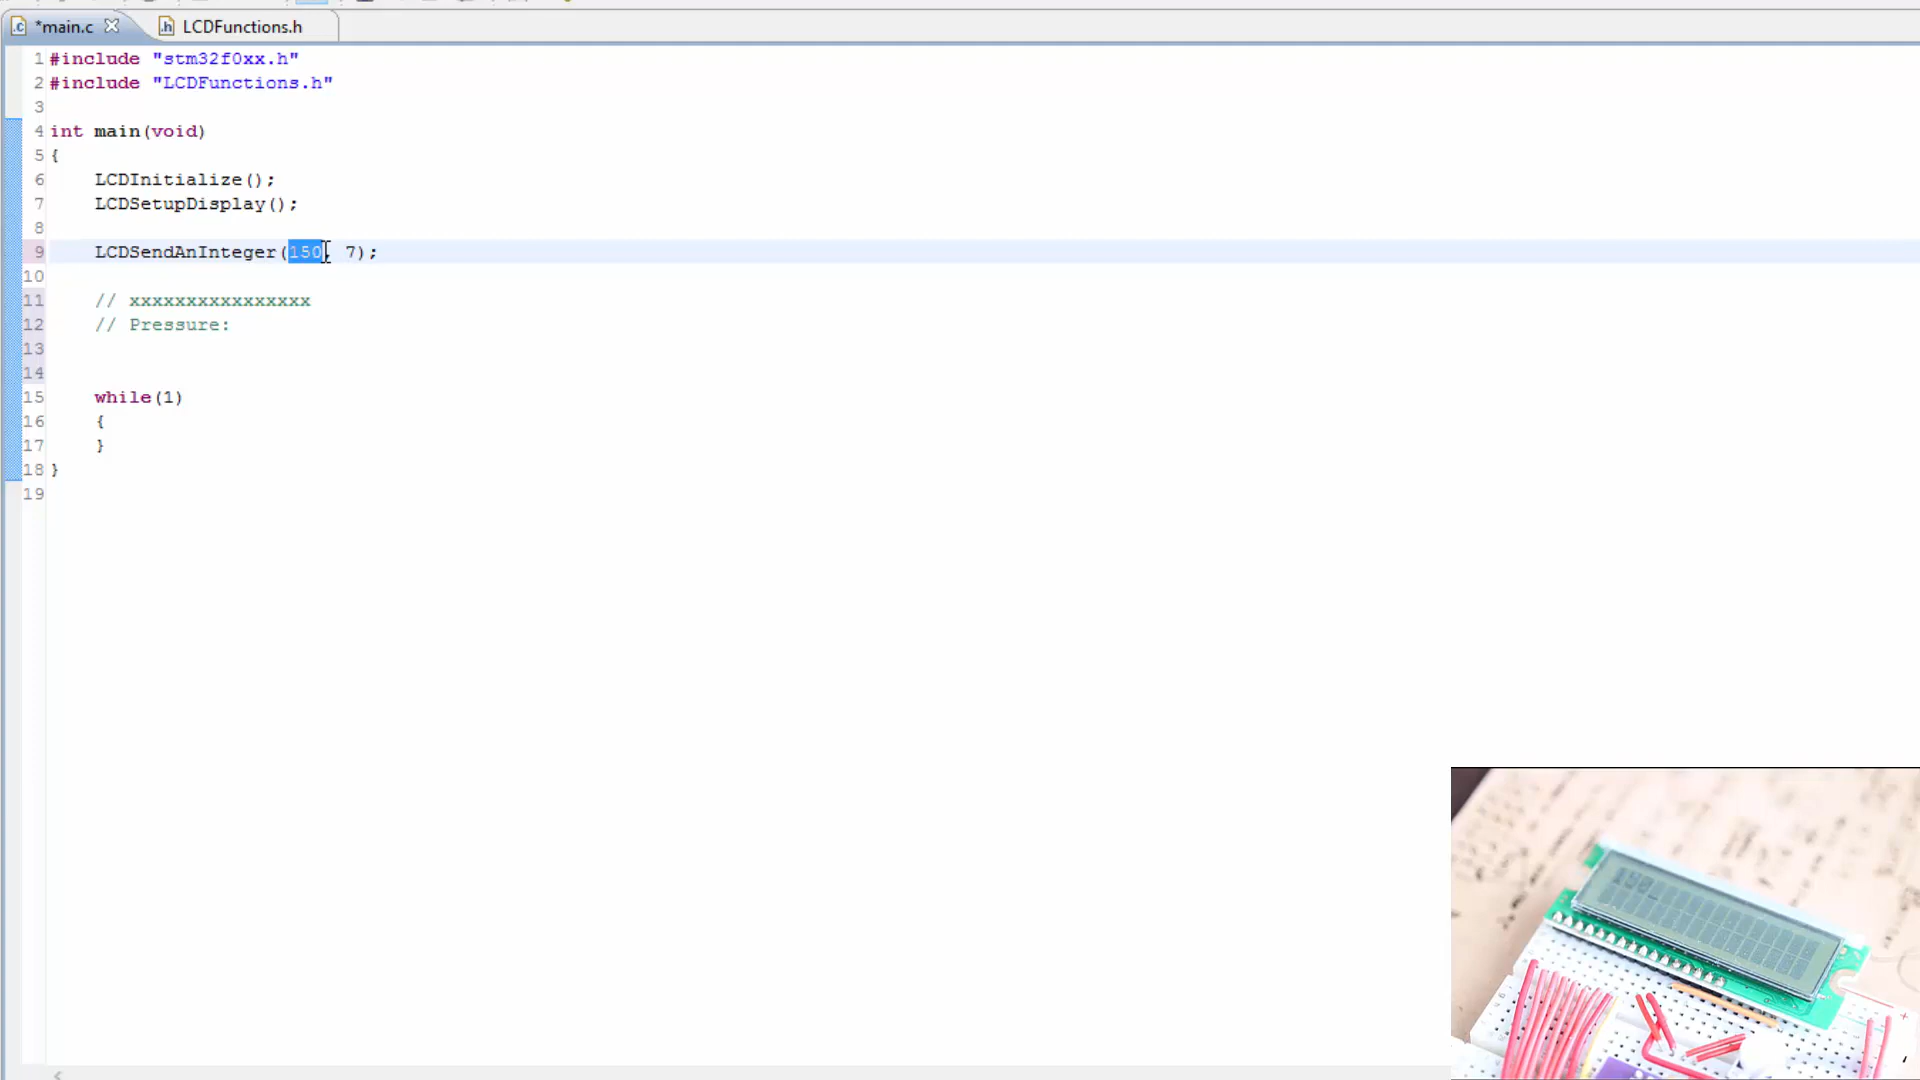 *main.c
LCDFunctions.h
1 #include "stm32f0xx.h"
2 #include "LCDFunctions.h"
3
4 int main(void)
5 {
6 LCDInitialize();
7 LCDSetupDisplay();
8
9 LCDSendAnInteger(150, 7);
10
11 // xxxxxxxxxxxxxxxx
12 // Pressure:
13
14
15 while(1)
16 {
17 }
18 }
19